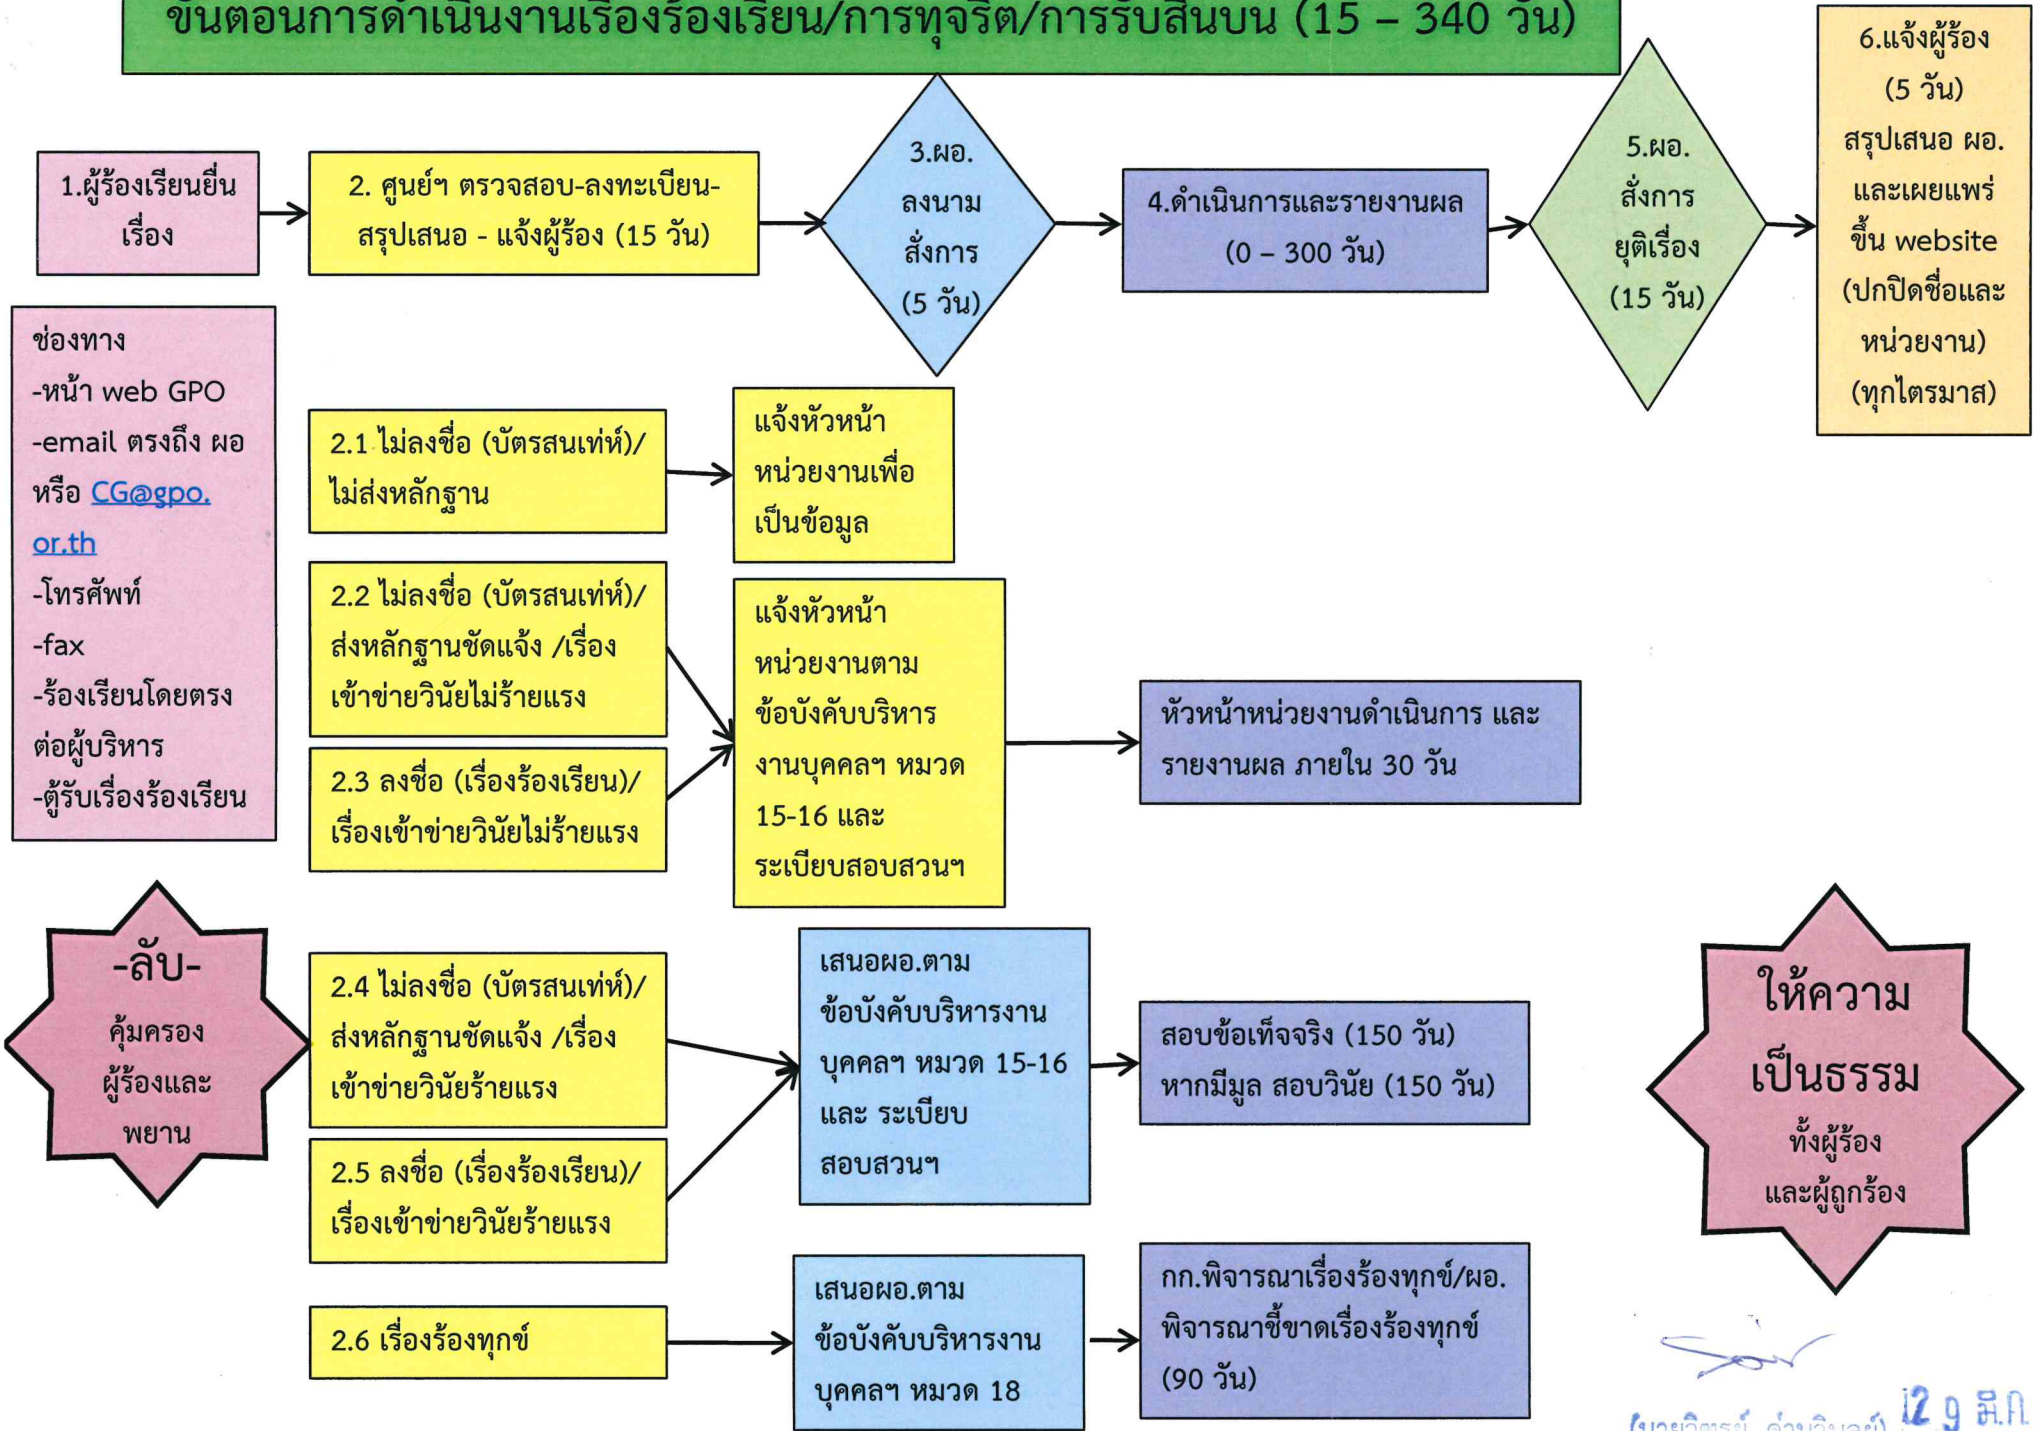 ขั้นตอนการดำเนินงานเรื่องร้องเรียน/การทุจริต/การรับสินบน (15 – 340 วัน)
1.ผู้ร้องเรียนยื่น
เรื่อง
2. ศูนย์ฯ ตรวจสอบ-ลงทะเบียน-
สรุปเสนอ - แจ้งผู้ร้อง (15 วัน)
3.ผอ.
ลงนาม
สั่งการ
(5 วัน)
4.ดำเนินการและรายงานผล
(0 – 300 วัน)
5.ผอ.
สั่งการ
ยุติเรื่อง
(15 วัน)
6.แจ้งผู้ร้อง
(5 วัน)
สรุปเสนอ ผอ.
และเผยแพร่
ขึ้น website
(ปกปิดชื่อและ
หน่วยงาน)
(ทุกไตรมาส)
ช่องทาง
-หน้า web GPO
-email ตรงถึง ผอ
หรือ CG@gpo.
or.th
-โทรศัพท์
-fax
-ร้องเรียนโดยตรง
ต่อผู้บริหาร
-ตู้รับเรื่องร้องเรียน
2.1 ไม่ลงชื่อ (บัตรสนเท่ห์)/
ไม่ส่งหลักฐาน
แจ้งหัวหน้า
หน่วยงานเพื่อ
เป็นข้อมูล
2.2 ไม่ลงชื่อ (บัตรสนเท่ห์)/
ส่งหลักฐานชัดแจ้ง /เรื่อง
เข้าข่ายวินัยไม่ร้ายแรง
2.3 ลงชื่อ (เรื่องร้องเรียน)/
เรื่องเข้าข่ายวินัยไม่ร้ายแรง
แจ้งหัวหน้า
หน่วยงานตาม
ข้อบังคับบริหาร
งานบุคคลฯ หมวด
15-16 และ
ระเบียบสอบสวนฯ
หัวหน้าหน่วยงานดำเนินการ และ
รายงานผล ภายใน 30 วัน
-ลับ-
คุ้มครอง
ผู้ร้องและ
พยาน
2.4 ไม่ลงชื่อ (บัตรสนเท่ห์)/
ส่งหลักฐานชัดแจ้ง /เรื่อง
เข้าข่ายวินัยร้ายแรง
2.5 ลงชื่อ (เรื่องร้องเรียน)/
เรื่องเข้าข่ายวินัยร้ายแรง
เสนอผอ.ตาม
ข้อบังคับบริหารงาน
บุคคลฯ หมวด 15-16
และ ระเบียบ
สอบสวนฯ
สอบข้อเท็จจริง (150 วัน)
หากมีมูล สอบวินัย (150 วัน)
ให้ความ
เป็นธรรม
ทั้งผู้ร้อง
และผู้ถูกร้อง
2.6 เรื่องร้องทุกข์
เสนอผอ.ตาม
ข้อบังคับบริหารงาน
บุคคลฯ หมวด 18
กก.พิจารณาเรื่องร้องทุกข์/ผอ.
พิจารณาชี้ขาดเรื่องร้องทุกข์
(90 วัน)
29 มี.ค.